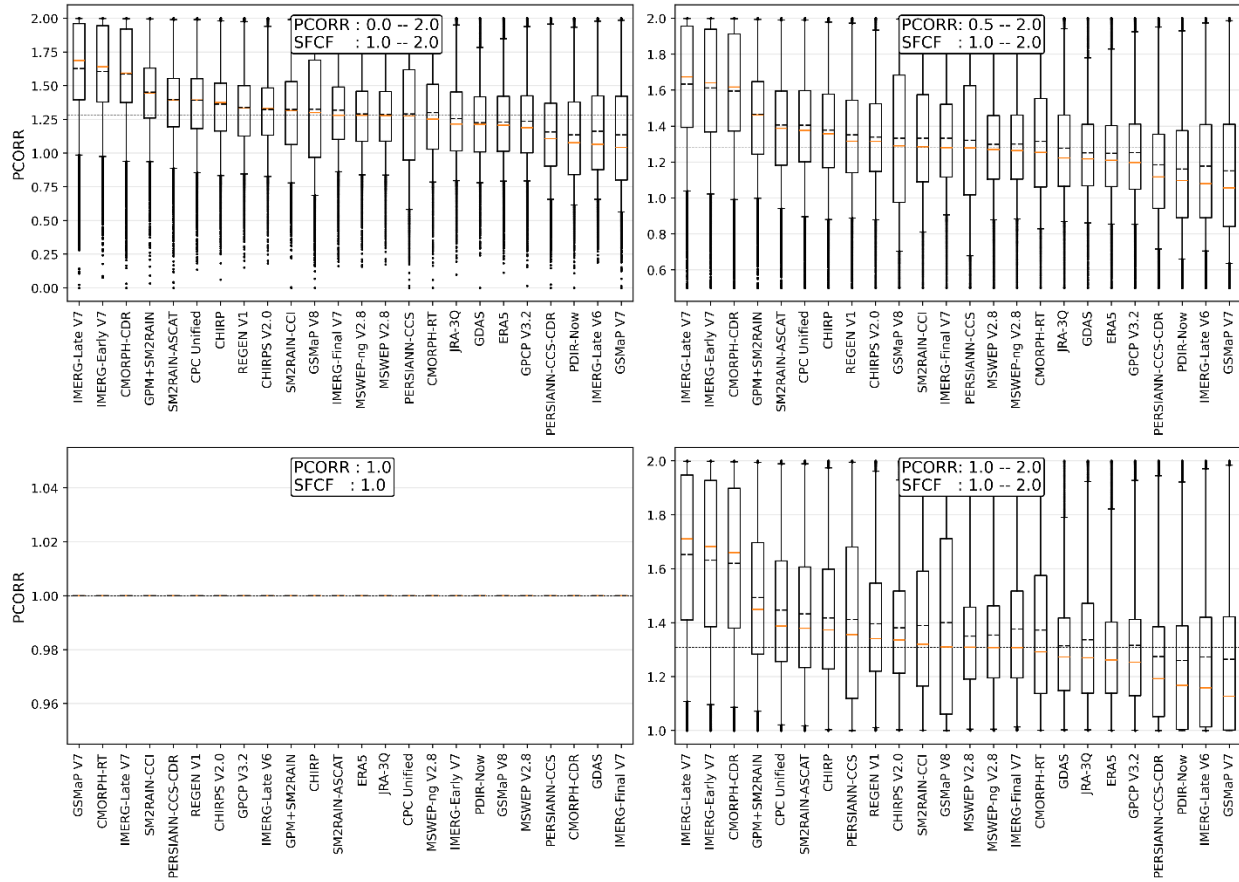 2.00
1.75
1.50
1.25
1.00
0.75
0.50
0.25
0.00
PCORR
PCORR : 0.0 -- 2.0
SFCF : 1.0 -- 2.0
IMERG-Late V7
IMERG-Early V7
CMORPH-CDR
GPM+SM2RAIN
SM2RAIN-ASCAT
CPC Unified
CHIRP
REGEN V1
CHIRPS V2.0
SM2RAIN-CCI
GSMaP V8
IMERG-Final V7
MSWEP-ng V2.8
MSWEP V2.8
PERSIANN-CCS
CMORPH-RT
JRA-3Q
GDAS
ERA5
GPCP V3.2
PERSIANN-CCS-CDR
PDIR-Now
IMERG-Late V6
GSMaP V7
2.0
1.8
1.6
1.4
1.2
1.0
0.8
0.6
PCORR: 0.5 -- 2.0
SFCF : 1.0 -- 2.0
IMERG-Late V7
IMERG-Early V7
CMORPH-CDR
GPM+SM2RAIN
SM2RAIN-ASCAT
CPC Unified
CHIRP
REGEN V1
CHIRPS V2.0
GSMaP V8
SM2RAIN-CCI
IMERG-Final V7
PERSIANN-CCS
MSWEP V2.8
MSWEP-ng V2.8
CMORPH-RT
JRA-3Q
GDAS
ERA5
GPCP V3.2
PERSIANN-CCS-CDR
PDIR-Now
IMERG-Late V6
GSMaP V7
1.04
1.02
1.00
0.98
0.96
PCORR
PCORR : 1.0
SFCF : 1.0
GSMaP V7
CMORPH-RT
IMERG-Late V7
SM2RAIN-CCI
PERSIANN-CCS-CDR
REGEN V1
CHIRPS V2.0
GPCP V3.2
IMERG-Late V6
GPM+SM2RAIN
CHIRP
SM2RAIN-ASCAT
ERA5
JRA-3Q
CPC Unified
MSWEP-ng V2.8
IMERG-Early V7
PDIR-Now
GSMaP V8
MSWEP V2.8
PERSIANN-CCS
CMORPH-CDR
GDAS
IMERG-Final V7
2.0
1.8
1.6
1.4
1.2
1.0
PCORR: 1.0 -- 2.0
SFCF : 1.0 -- 2.0
IMERG-Late V7
IMERG-Early V7
CMORPH-CDR
GPM+SM2RAIN
CPC Unified
SM2RAIN-ASCAT
CHIRP
PERSIANN-CCS
REGEN V1
CHIRPS V2.0
SM2RAIN-CCI
GSMaP V8
MSWEP V2.8
MSWEP-ng V2.8
IMERG-Final V7
CMORPH-RT
GDAS
JRA-3Q
ERA5
GPCP V3.2
PERSIANN-CCS-CDR
PDIR-Now
IMERG-Late V6
GSMaP V7